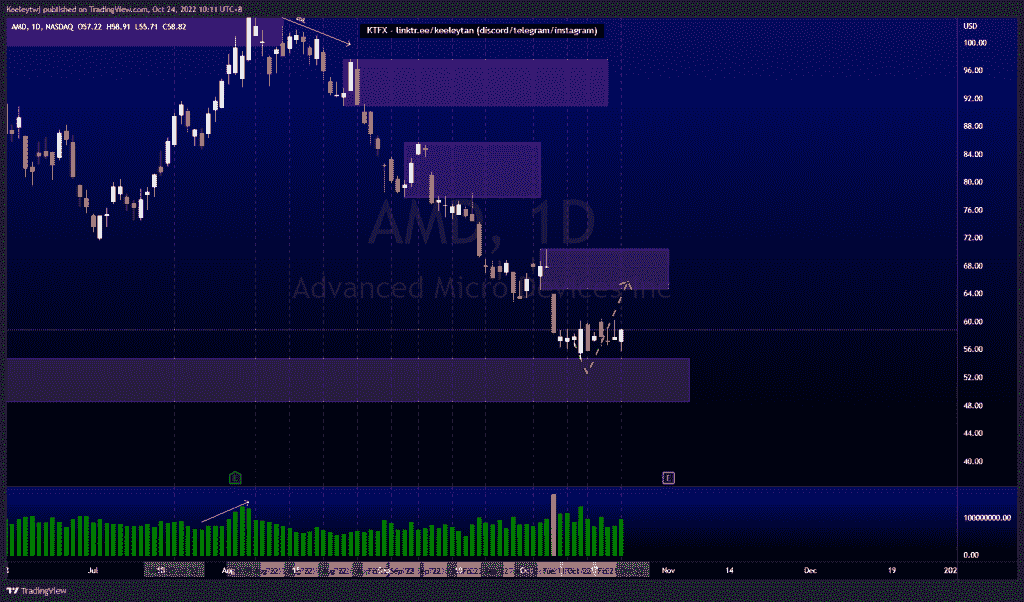 Keeleytwj published on TradingView.com, Oct 24, 2022 10:11 UTC+8
AMD, 1D, NASDAQ O57.22 H58.91 L55.71 C58.82
KTFX - linktr.ee/keeleytan (discord/telegram/instagram)
USD
100.00
96.00
92.00
88.00
84.00
80.00
76.00
72.00
68.00
64.00
60.00
56.00
52.00
48.00
44.00
40.00
AMD, 1D
Advanced Micro Devices Inc
E
E
100000000.00
0.00
Jul
Aug
Nov
14
Dec
19
202
TradingView